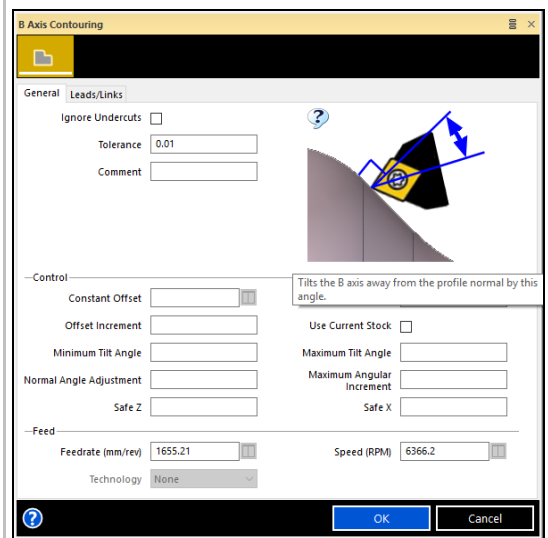 B Axis Contouring
General Leads/Links
Ignore Undercuts
Tolerance 0.01
Comment
Control
Tilts the B axis away from the profile normal by this
angle.
Constant Offset
Offset Increment Use Current Stock
Minimum Tilt Angle Maximum Tilt Angle
Normal Angle Adjustment Maximum Angular
Increment
Safe Z Safe X
Feed
Feedrate (mm/rev) 1655.21 Speed (RPM) 6366.2
Technology None
OK Cancel